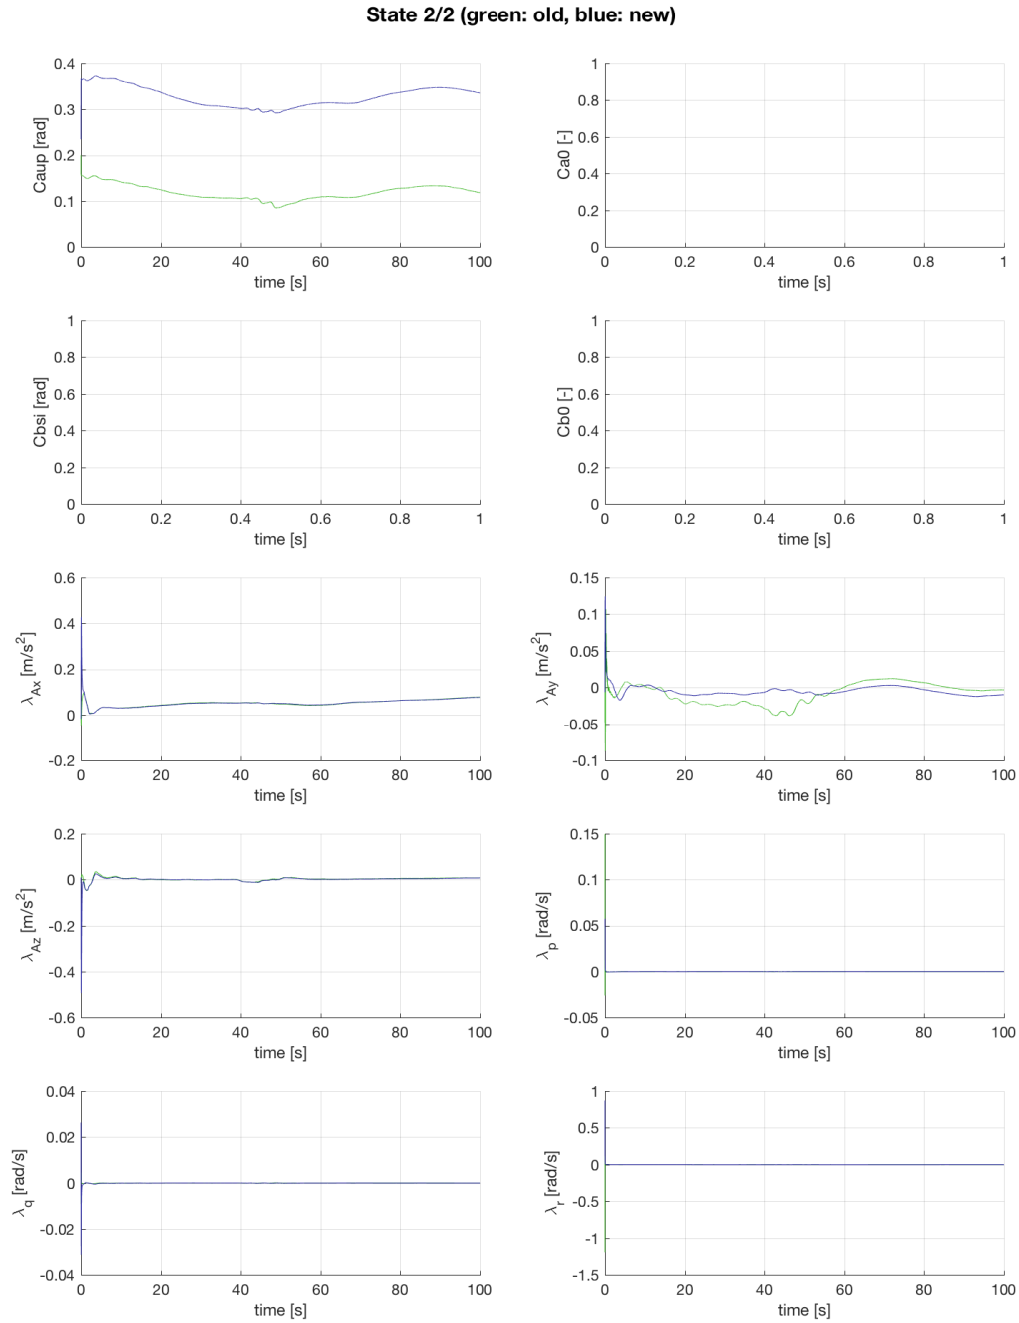 State 2/2 (green: old, blue: new)
0.4
0.3
0.2
0.1
0
Caup [rad]
0 20 40 60 80 100
time [s]
1
0.8
0.6
0.4
0.2
0
Ca0 [-]
0 0.2 0.4 0.6 0.8 1
time [s]
1
0.8
0.6
0.4
0.2
0
Cbsi [rad]
0 0.2 0.4 0.6 0.8 1
time [s]
1
0.8
0.6
0.4
0.2
0
Cb0 [-]
0 0.2 0.4 0.6 0.8 1
time [s]
0.6
0.4
0.2
0
-0.2
λAx [m/s2]
0 20 40 60 80 100
time [s]
0.15
0.1
0.05
0
-0.05
-0.1
λAy [m/s2]
0 20 40 60 80 100
time [s]
0.2
0
-0.2
-0.4
-0.6
λAz [m/s2]
0 20 40 60 80 100
time [s]
0.15
0.1
0.05
0
-0.05
λp [rad/s]
0 20 40 60 80 100
time [s]
0.04
0.02
0
-0.02
-0.04
λq [rad/s]
0 20 40 60 80 100
time [s]
1
0.5
0
-0.5
-1
-1.5
λr [rad/s]
0 20 40 60 80 100
time [s]